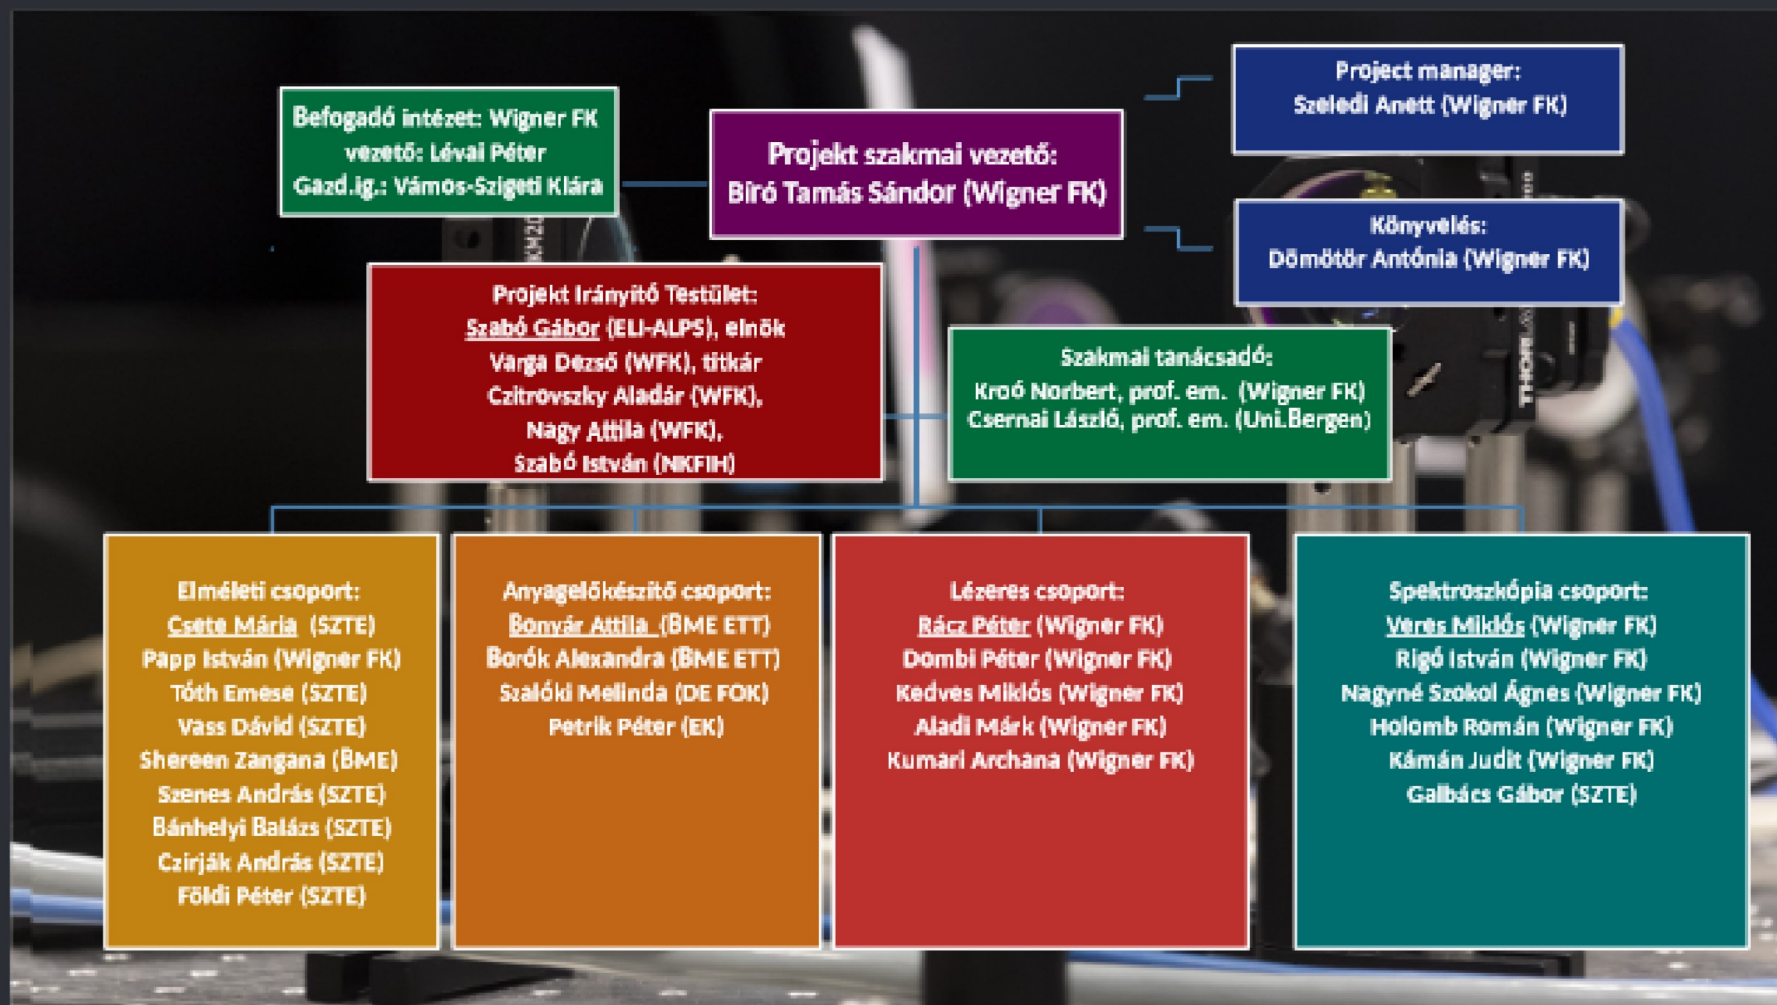 Befogadó intézet: Wigner FK
vezető: Lévai Péter
Gazd.ig.: Vámos-Szigeti Klára
Projekt szakmai vezető:
Bíró Tamás Sándor (Wigner FK)
Project manager:
Szeledi Anett (Wigner FK)
Könyvelés:
Dömötör Antónia (Wigner FK)
Projekt Irányító Testület:
Szabó Gábor (ELI-ALPS), elnök
Varga Dezső (WFK), titkár
Czitrovszky Aladár (WFK),
Nagy Attila (WFK),
Szabó István (NKFIH)
Szakmai tanácsadó:
Kroó Norbert, prof. em. (Wigner FK)
Csernai László, prof. em. (Uni.Bergen)
Elméleti csoport:
Csete Mária (SZTE)
Papp István (Wigner FK)
Tóth Emese (SZTE)
Vass Dávid (SZTE)
Shereen Zangana (BME)
Szenes András (SZTE)
Bánhelyi Balázs (SZTE)
Czirják András (SZTE)
Földi Péter (SZTE)
Anyagelőkészítő csoport:
Bonyár Attila (BME ETT)
Borók Alexandra (BME ETT)
Szalóki Melinda (DE FOK)
Petrik Péter (EK)
Lézeres csoport:
Rácz Péter (Wigner FK)
Dombi Péter (Wigner FK)
Kedves Miklós (Wigner FK)
Aladi Márk (Wigner FK)
Kumari Archana (Wigner FK)
Spektroszkópia csoport:
Veres Miklós (Wigner FK)
Rigó István (Wigner FK)
Nagyné Szokol Ágnes (Wigner FK)
Holomb Román (Wigner FK)
Kámán Judit (Wigner FK)
Galbács Gábor (SZTE)